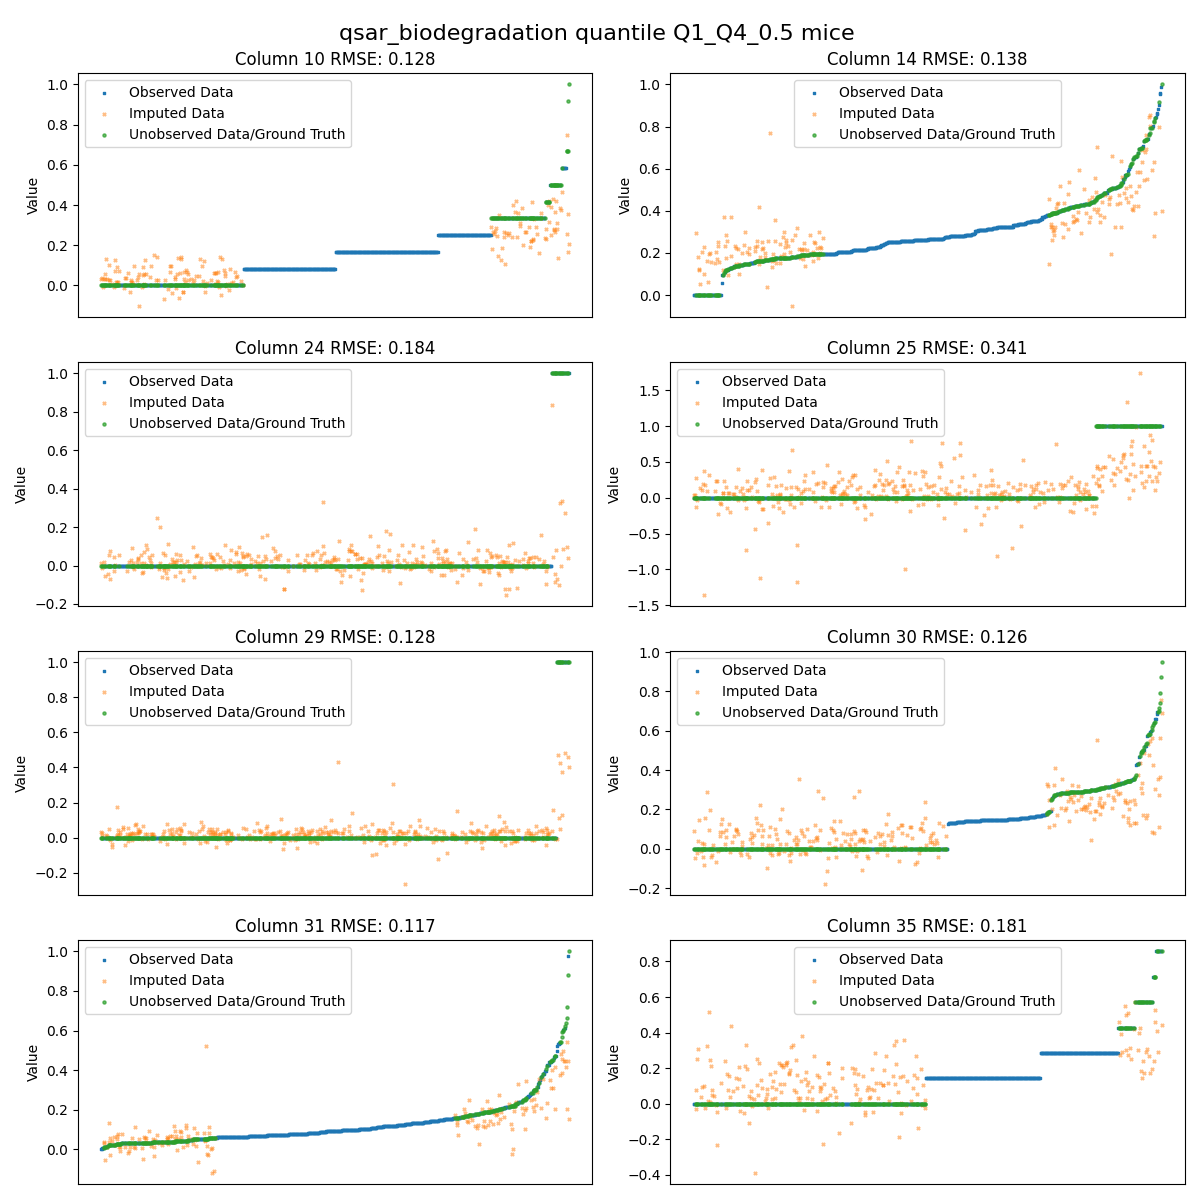 qsar_biodegradation quantile Q1_Q4_0.5 mice
Column 10 RMSE: 0.128
1.0
0.8
0.6
0.4
0.2
0.0
Value
Observed Data
Imputed Data
Unobserved Data/Ground Truth
Column 14 RMSE: 0.138
1.0
0.8
0.6
0.4
0.2
0.0
Value
Observed Data
Imputed Data
Unobserved Data/Ground Truth
Column 24 RMSE: 0.184
1.0
0.8
0.6
0.4
0.2
0.0
−0.2
Value
Observed Data
Imputed Data
Unobserved Data/Ground Truth
Column 25 RMSE: 0.341
1.5
1.0
0.5
0.0
−0.5
−1.0
−1.5
Value
Observed Data
Imputed Data
Unobserved Data/Ground Truth
Column 29 RMSE: 0.128
1.0
0.8
0.6
0.4
0.2
0.0
−0.2
Value
Observed Data
Imputed Data
Unobserved Data/Ground Truth
Column 30 RMSE: 0.126
1.0
0.8
0.6
0.4
0.2
0.0
−0.2
Value
Observed Data
Imputed Data
Unobserved Data/Ground Truth
Column 31 RMSE: 0.117
1.0
0.8
0.6
0.4
0.2
0.0
Value
Observed Data
Imputed Data
Unobserved Data/Ground Truth
Column 35 RMSE: 0.181
0.8
0.6
0.4
0.2
0.0
−0.2
−0.4
Value
Observed Data
Imputed Data
Unobserved Data/Ground Truth